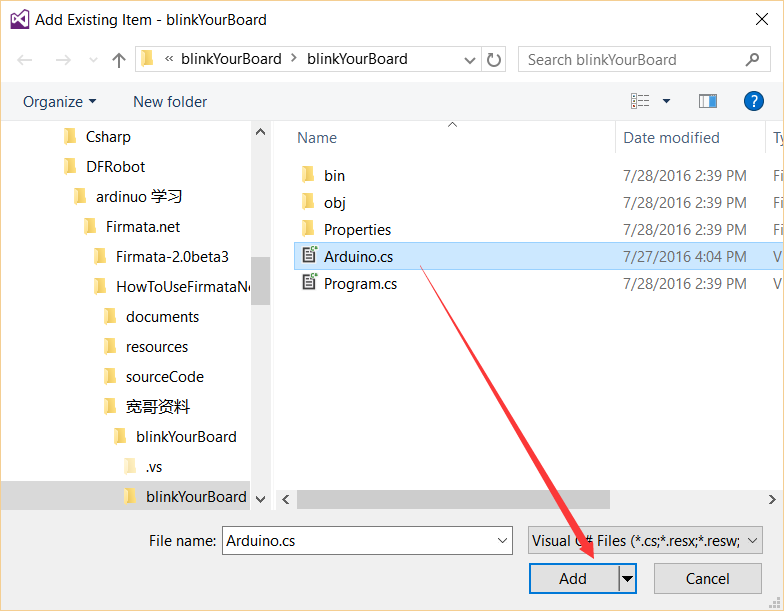 Add Existing Item - blinkYourBoard
« blinkYourBoard > blinkYourBoard
Search blinkYourBoard
Organize
New folder
?
Csharp
DFRobot
ardinuo 学习
Firmata.net
Firmata-2.0beta3
HowToUseFirmataNe
documents
resources
sourceCode
宽哥资料
blinkYourBoard
.vs
blinkYourBoard
Name Date modified Ty
bin 7/28/2016 2:39 PM Fi
obj 7/28/2016 2:39 PM Fi
Properties 7/28/2016 2:39 PM Fi
Arduino.cs 7/27/2016 4:04 PM V
Program.cs 7/28/2016 2:39 PM V
File name: Arduino.cs
Visual C# Files (*.cs;*.resx;*.resw;
Add
Cancel